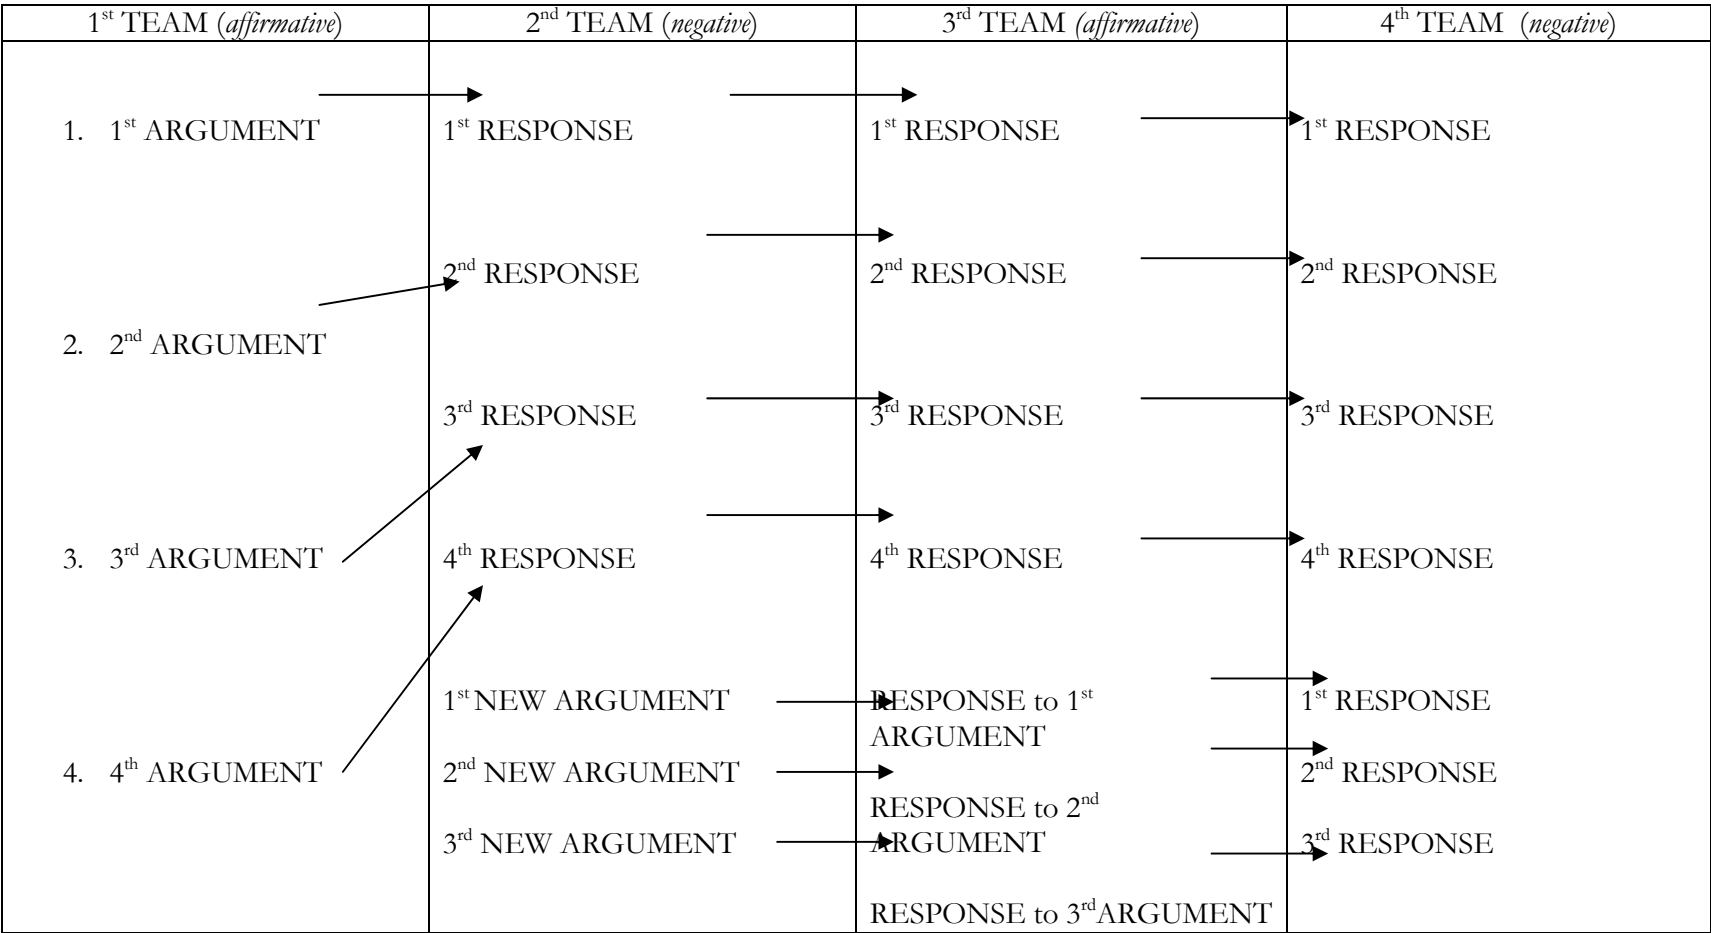 1st TEAM (affirmative)
2nd TEAM (negative)
3rd TEAM (affirmative)
4th TEAM (negative)
1. 1st ARGUMENT
2. 2nd ARGUMENT
3. 3rd ARGUMENT
4. 4th ARGUMENT
1st RESPONSE
2nd RESPONSE
3rd RESPONSE
4th RESPONSE
1st NEW ARGUMENT
2nd NEW ARGUMENT
3rd NEW ARGUMENT
1st RESPONSE
2nd RESPONSE
3rd RESPONSE
4th RESPONSE
RESPONSE to 1st
ARGUMENT
RESPONSE to 2nd
ARGUMENT
RESPONSE to 3rdARGUMENT
1st RESPONSE
2nd RESPONSE
3rd RESPONSE
4th RESPONSE
1st RESPONSE
2nd RESPONSE
3rd RESPONSE